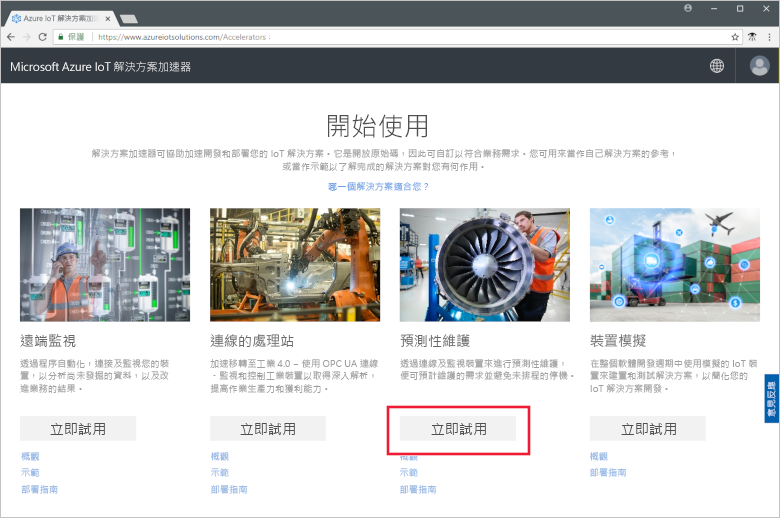 Azure IoT 解決方案加速
保護
https://www.azureiotsolutions.com/Accelerators
Microsoft Azure IoT 解決方案加速器
開始使用
解決方案加速器可協助加速開發和部署您的 IoT 解決方案。它是開放原始碼，因此可自訂以符合業務需求。您可用來當作自己解決方案的參考，
或當作示範以了解完成的解決方案對您有何作用。
哪一個解決方案適合您？
遠端監視
透過程序自動化，連接及監視您的裝
置，以分析尚未發掘的資料，以及改
進業務的結果。
立即試用
概觀
示範
部署指南
連線的處理站
加速移轉至工業 4.0 – 使用 OPC UA 連線
、監視和控制工業裝置以取得深入解析，
提高作業生產力和獲利能力。
立即試用
概觀
示範
部署指南
預測性維護
透過連線及監視裝置來進行預測性維護，
便可預計維護的需求並避免未排程的停機。
立即試用
概觀
示範
部署指南
裝置模擬
在整個軟體開發週期中使用模擬的 IoT 裝
置來建置和測試解決方案，以簡化您的
IoT 解決方案開發。
立即試用
概觀
部署指南
意見反應